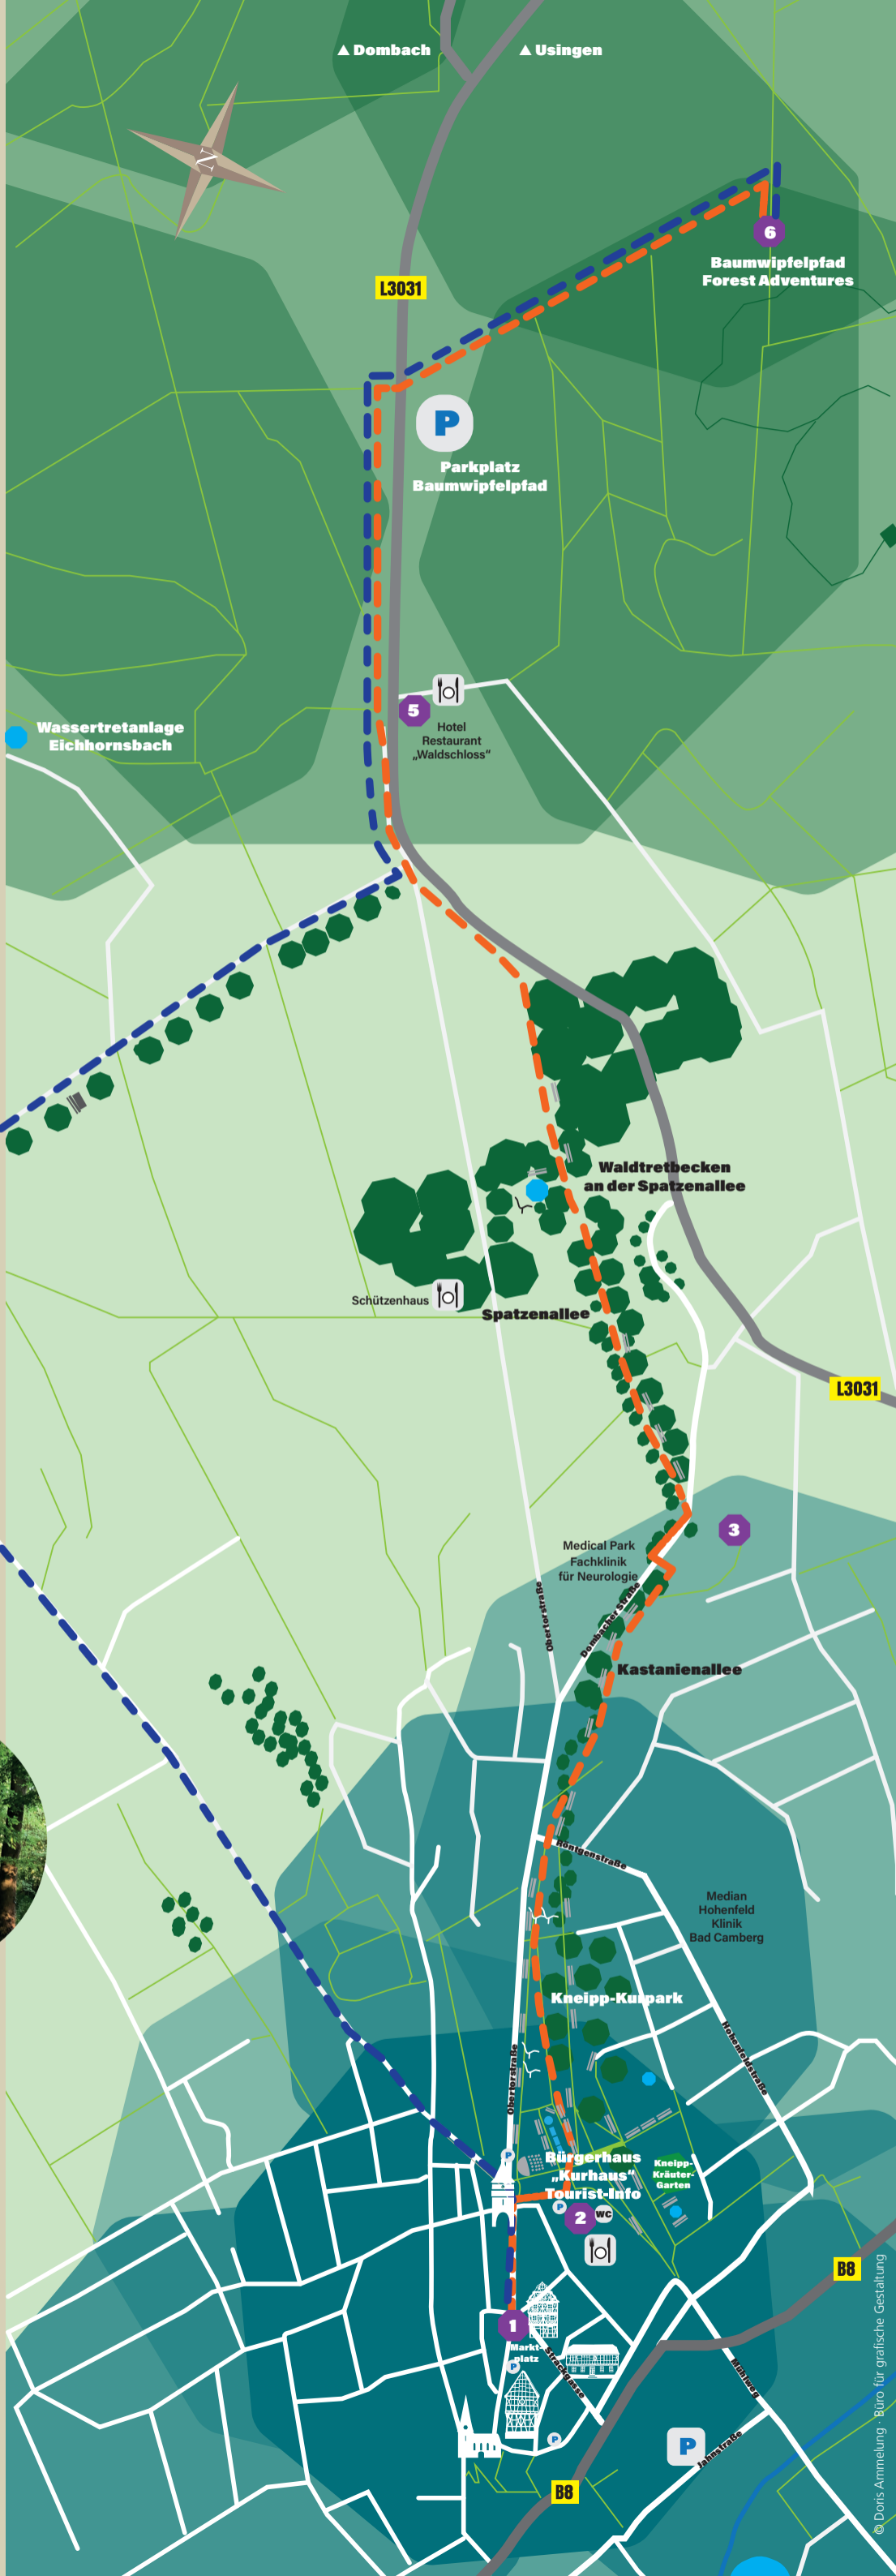 ▲ Dombach
▲ Usingen
N
6
Baumwipfelpfad
Forest Adventures
L3031
P
Parkplatz
Baumwipfelpfad
5
Hotel
Restaurant
„Waldschloss“
Wassertretanlage
Eichhornsbach
Waldtretbecken
an der Spatzenallee
Schützenhaus
Spatzenallee
L3031
3
Medical Park
Fachklinik
für Neurologie
Obertorstraße
Dombacher Straße
Kastanienallee
Röntgenstraße
Median
Hohenfeld
Klinik
Bad Camberg
Kneipp-Kurpark
Hohenfeldstraße
Obertorstraße
P
Bürgerhaus
„Kurhaus“
Tourist-Info
Kneipp-
Kräuter-
Garten
P
2
WC
B8
1
Markt-
platz
P
Strackgasse
Mühlweg
P
P
Jahnstraße
B8
© Doris Ammelung · Büro für grafische Gestaltung